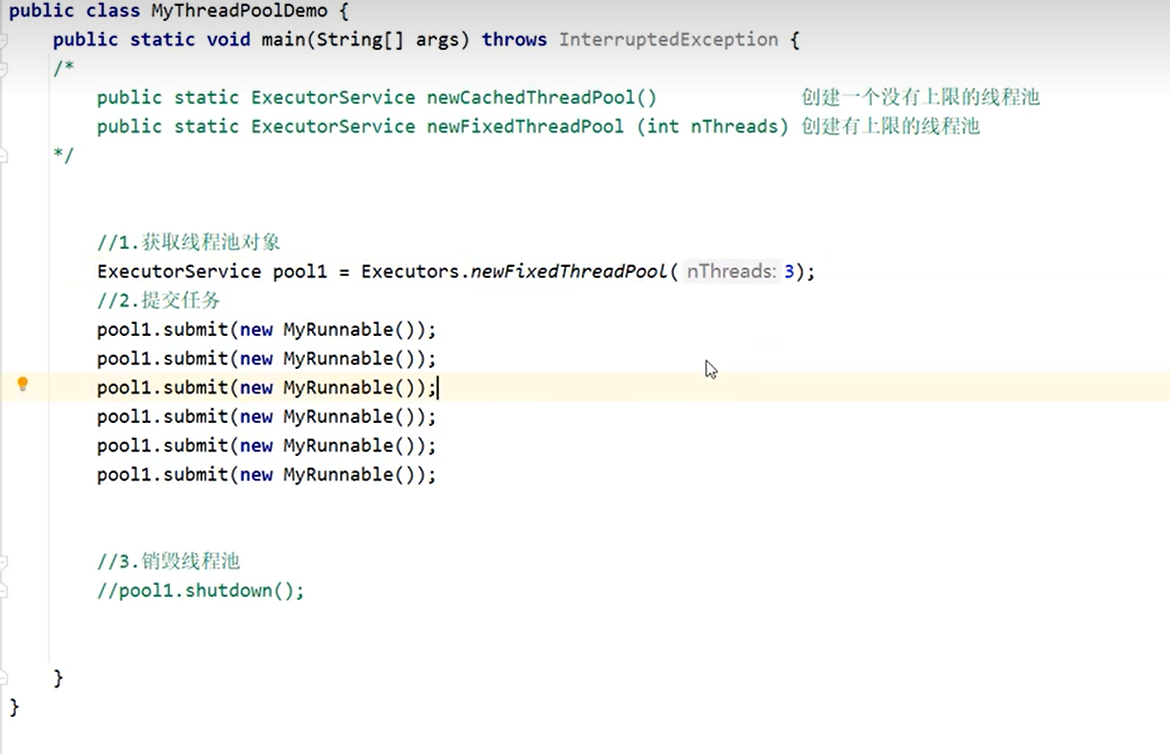 public class MyThreadPoolDemo {
public static void main(String[] args) throws InterruptedException {
/*
public static ExecutorService newCachedThreadPool() 创建一个没有上限的线程池
public static ExecutorService newFixedThreadPool (int nThreads) 创建有上限的线程池
*/
//1.获取线程池对象
ExecutorService pool1 = Executors.newFixedThreadPool( nThreads: 3);
//2.提交任务
pool1.submit(new MyRunnable());
pool1.submit(new MyRunnable());
pool1.submit(new MyRunnable());
pool1.submit(new MyRunnable());
pool1.submit(new MyRunnable());
pool1.submit(new MyRunnable());
//3.销毁线程池
//pool1.shutdown();
}
}